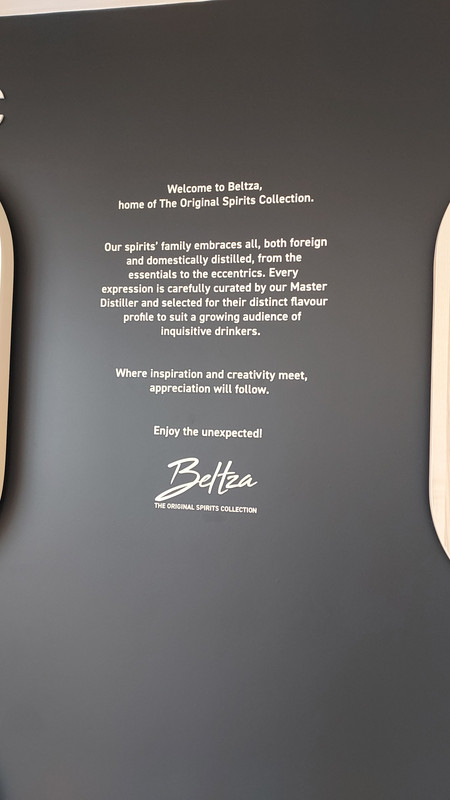 Welcome to Beltza,
home of The Original Spirits Collection.
Our spirits' family embraces all, both foreign
and domestically distilled, from the
essentials to the eccentrics. Every
expression is carefully curated by our Master
Distiller and selected for their distinct flavour
profile to suit a growing audience of
inquisitive drinkers.
Where inspiration and creativity meet,
appreciation will follow.
Enjoy the unexpected!
Beltza
THE ORIGINAL SPIRITS COLLECTION